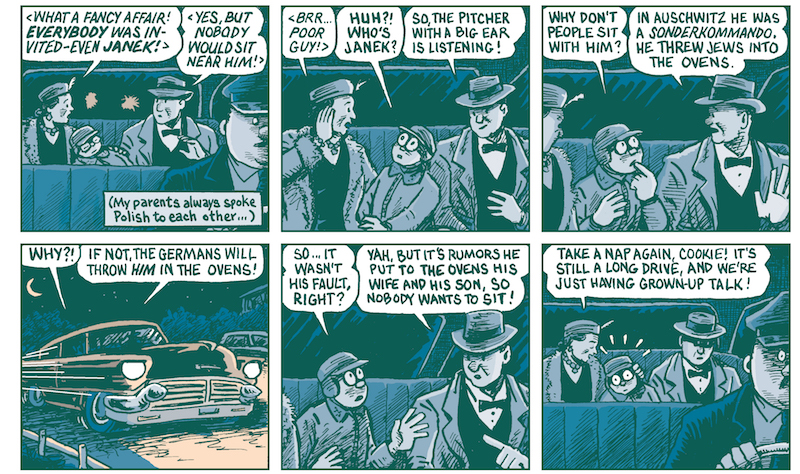 <WHAT A FANCY AFFAIR!
EVERYBODY WAS IN-
VITED-EVEN JANEK!>
<YES, BUT
NOBODY
WOULD SIT
NEAR HIM!>
(My parents always spoke
Polish to each other...)
<BRR...
POOR
GUY!>
HUH?!
WHO'S
JANEK?
SO, THE PITCHER
WITH A BIG EAR
IS LISTENING!
WHY DON'T
PEOPLE SIT
WITH HIM?
IN AUSCHWITZ HE WAS
A SONDERKOMMANDO.
HE THREW JEWS INTO
THE OVENS.
WHY?!
IF NOT, THE GERMANS WILL
THROW HIM IN THE OVENS!
SO... IT
WASN'T
HIS FAULT,
RIGHT?
YAH, BUT IT'S RUMORS HE
PUT TO THE OVENS HIS
WIFE AND HIS SON, SO
NOBODY WANTS TO SIT!
TAKE A NAP AGAIN, COOKIE! IT'S
STILL A LONG DRIVE, AND WE'RE
JUST HAVING GROWN-UP TALK!